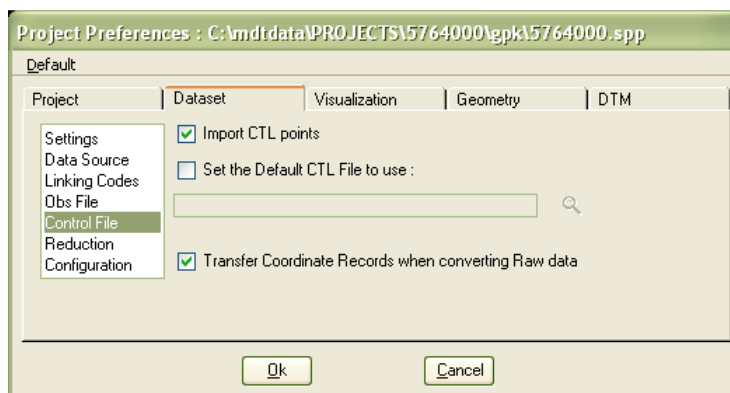 Project Preferences : C:\mdtdata\PROJECTS\5764000\gpk\5764000.spp
Default
Project Dataset Visualization Geometry DTM
Settings
Data Source
Linking Codes
Obs File
Control File
Reduction
Configuration
Import CTL points
Set the Default CTL File to use :
Transfer Coordinate Records when converting Raw data
Ok Cancel